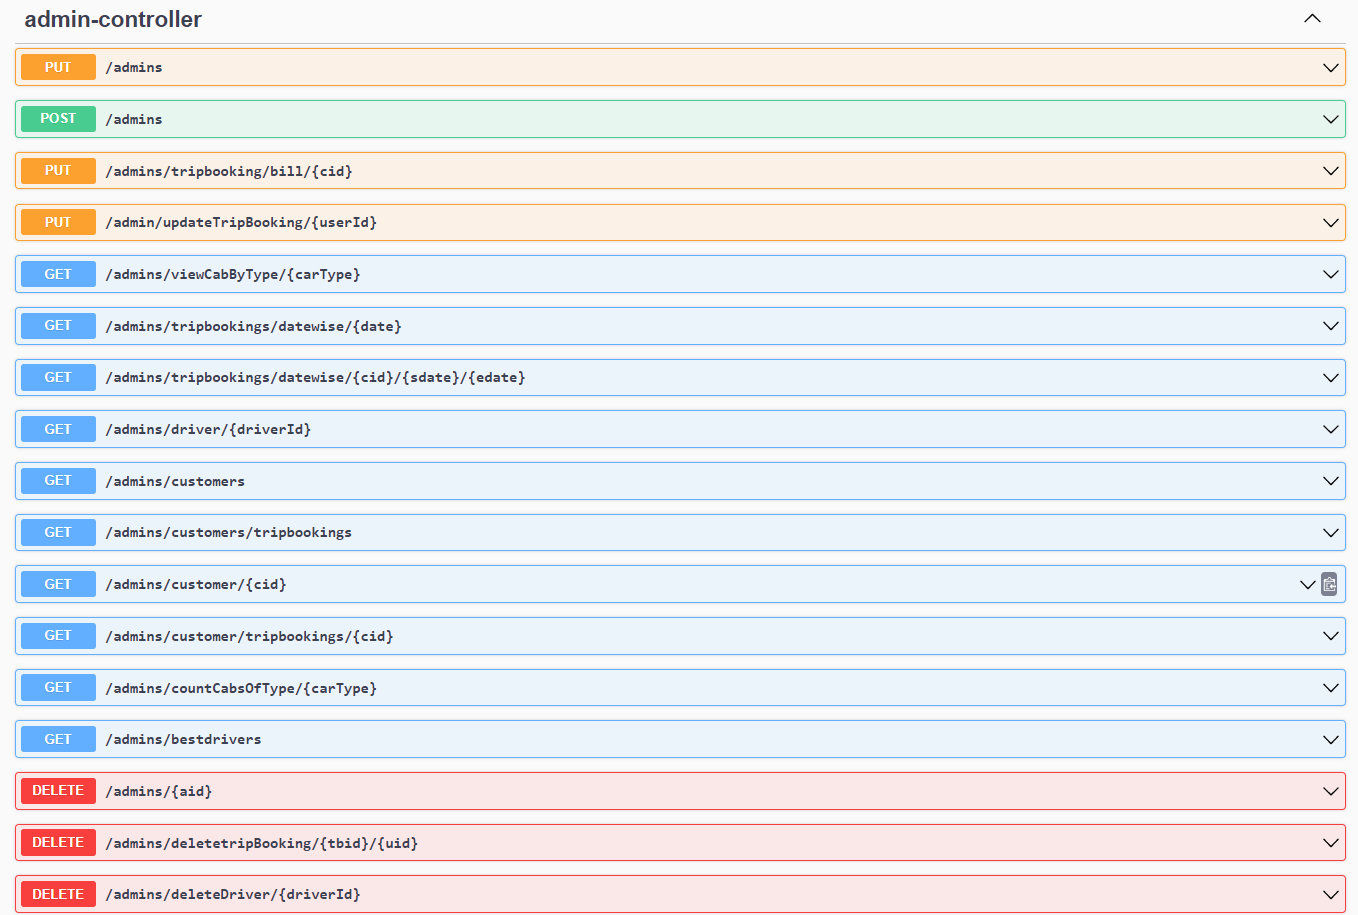 admin-controller
PUT /admins
POST /admins
PUT /admins/tripbooking/bill/{cid}
PUT /admin/updateTripBooking/{userId}
GET /admins/viewCabByType/{carType}
GET /admins/tripbookings/datewise/{date}
GET /admins/tripbookings/datewise/{cid}/{sdate}/{edate}
GET /admins/driver/{driverId}
GET /admins/customers
GET /admins/customers/tripbookings
GET /admins/customer/{cid}
GET /admins/customer/tripbookings/{cid}
GET /admins/countCabsOfType/{carType}
GET /admins/bestdrivers
DELETE /admins/{aid}
DELETE /admins/deletetripBooking/{tbid}/{uid}
DELETE /admins/deleteDriver/{driverId}